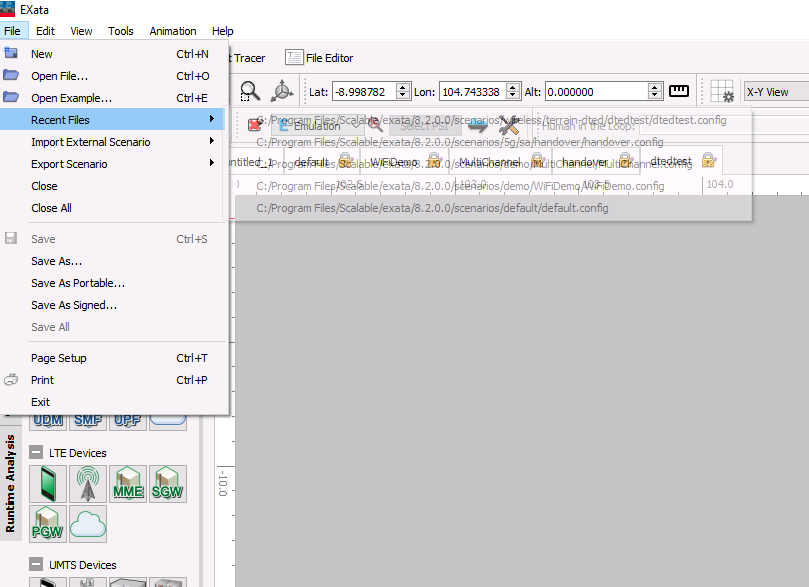 EXata
File Edit View Tools Animation Help
New Ctrl+N
Open File... Ctrl+O
Open Example... Ctrl+E
Recent Files
Import External Scenario
Export Scenario
Close
Close All
Save Ctrl+S
Save As...
Save As Portable...
Save As Signed...
Save All
Page Setup Ctrl+T
Print Ctrl+P
Exit
Tracer File Editor
Lat: -8.998782 Lon: 104.743338 Alt: 0.000000 X-Y View
C:/Program Files/Scalable/exata/8.2.0.0/scenarios/wireless/terrain-dted/dtedtest/dtedtest.config
Emulation Select PSI Human in the Loop:
C:/Program Files/Scalable/exata/8.2.0.0/scenarios/5g/sa/handover/handover.config
C:/Program Files/Scalable/exata/8.2.0.0/scenarios/demo/MultiChannel/MultiChannel.config
ntitled_1 default WiFiDemo MultiChannel handover dtedtest
C:/Program Files/Scalable/exata/8.2.0.0/scenarios/demo/WiFiDemo/WiFiDemo.config
103.5 104.0
C:/Program Files/Scalable/exata/8.2.0.0/scenarios/default/default.config
UDM SMF UPF
LTE Devices
MME SGW
PGW
UMTS Devices
Runtime Analysis
-10.0